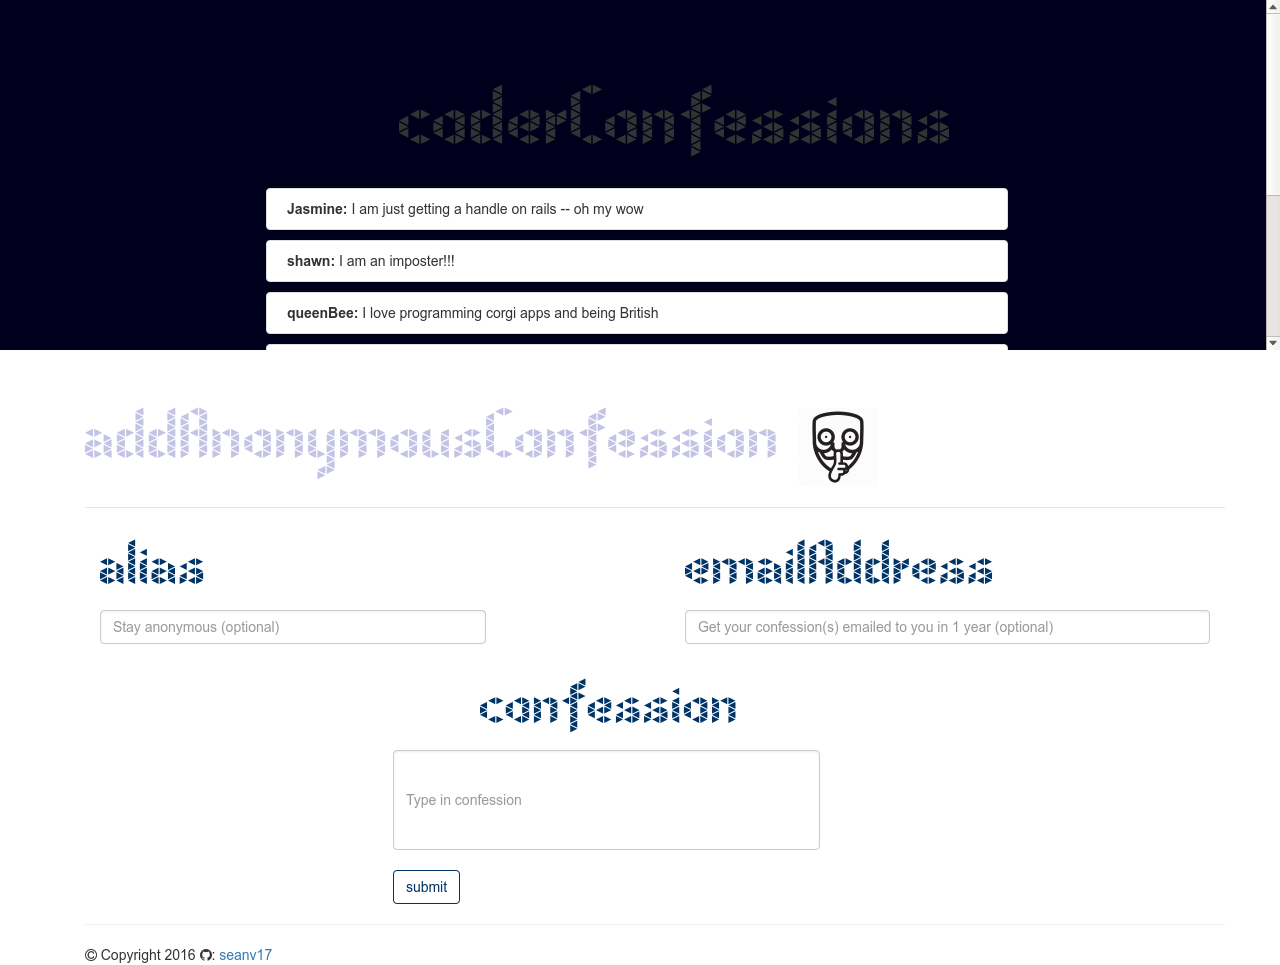 coderConfessions
Jasmine: I am just getting a handle on rails -- oh my wow
shawn: I am an imposter!!!
queenBee: I love programming corgi apps and being British
addAnonymousConfession
alias
emailAddress
Stay anonymous (optional)
Get your confession(s) emailed to you in 1 year (optional)
confession
Type in confession
submit
© Copyright 2016 : seanv17